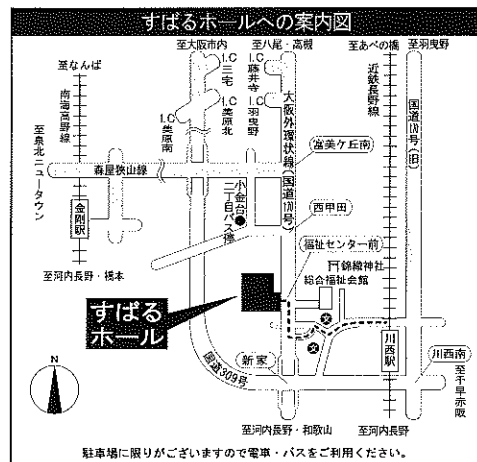 すばるホールへの案内図
至大阪市内
至八尾・高槻
至あべの橋
至羽曳野
至なんば
南海高野線
至泉北ニュータウン
I.C
三宅
I.C
美原北
I.C
美原南
I.C
藤井寺
I.C
羽曳野
大阪外環状線(国道170号)
近鉄長野線
国道170号(旧)
富美ケ丘南
森屋狭山線
小金台二丁目バス停
西甲田
金剛駅
福祉センター前
錦織神社
総合福祉会館
至河内長野・橋本
すばる
ホール
文
文
川西駅
川西南
新家
国道309号
至千早赤阪
N
至河内長野・和歌山
至河内長野
駐車場に限りがございますので電車・バスをご利用ください。